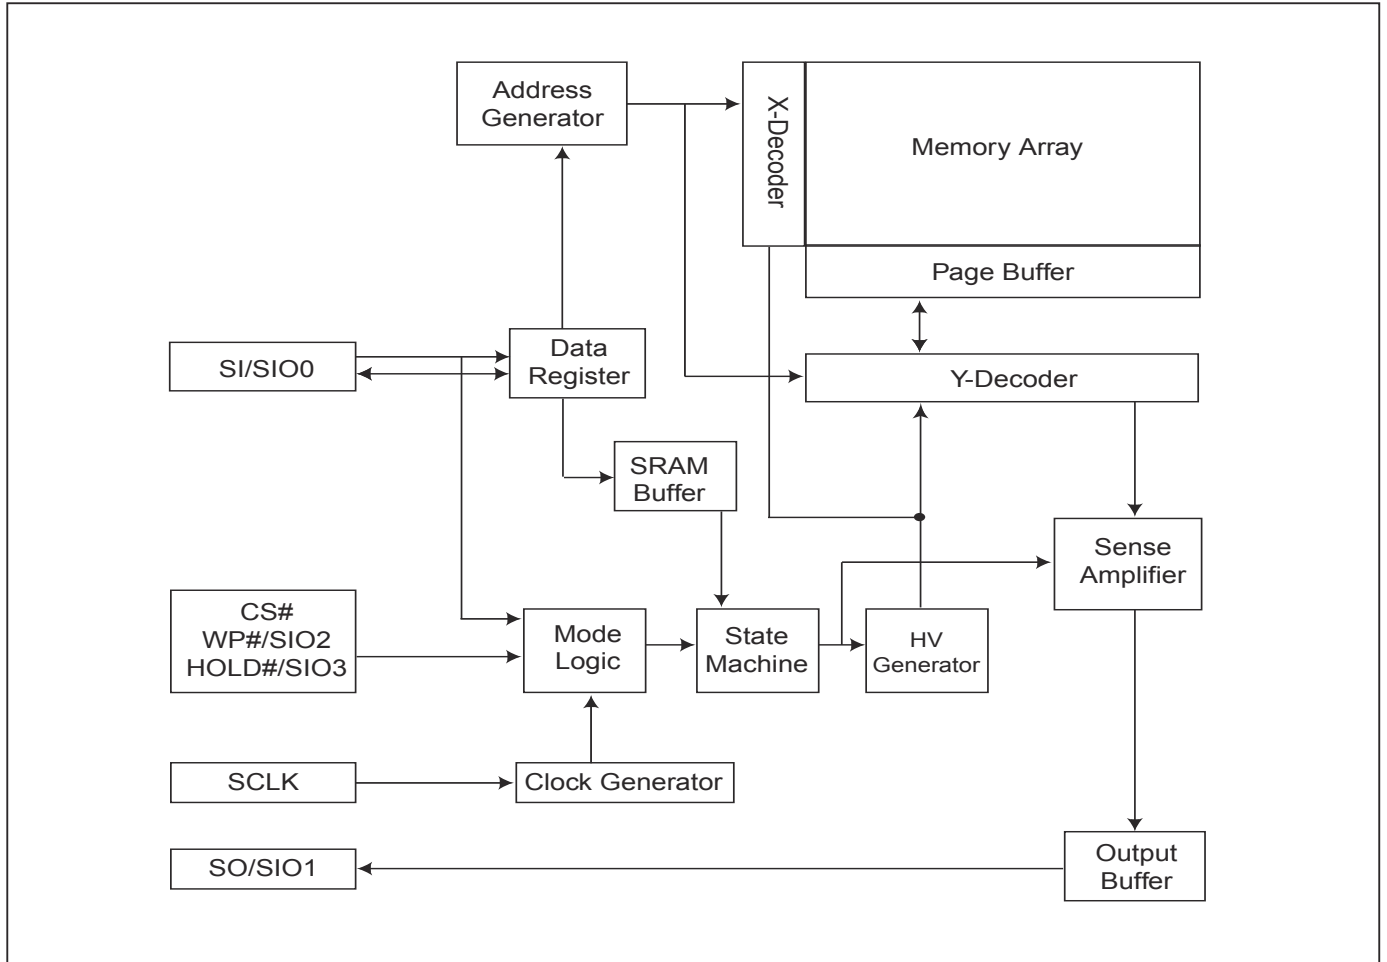 Address
Generator
X-Decoder
Memory Array
Page Buffer
SI/SIO0
Data
Register
Y-Decoder
SRAM
Buffer
Sense
Amplifier
CS#
WP#/SIO2
HOLD#/SIO3
Mode
Logic
State
Machine
HV
Generator
SCLK
Clock Generator
SO/SIO1
Output
Buffer